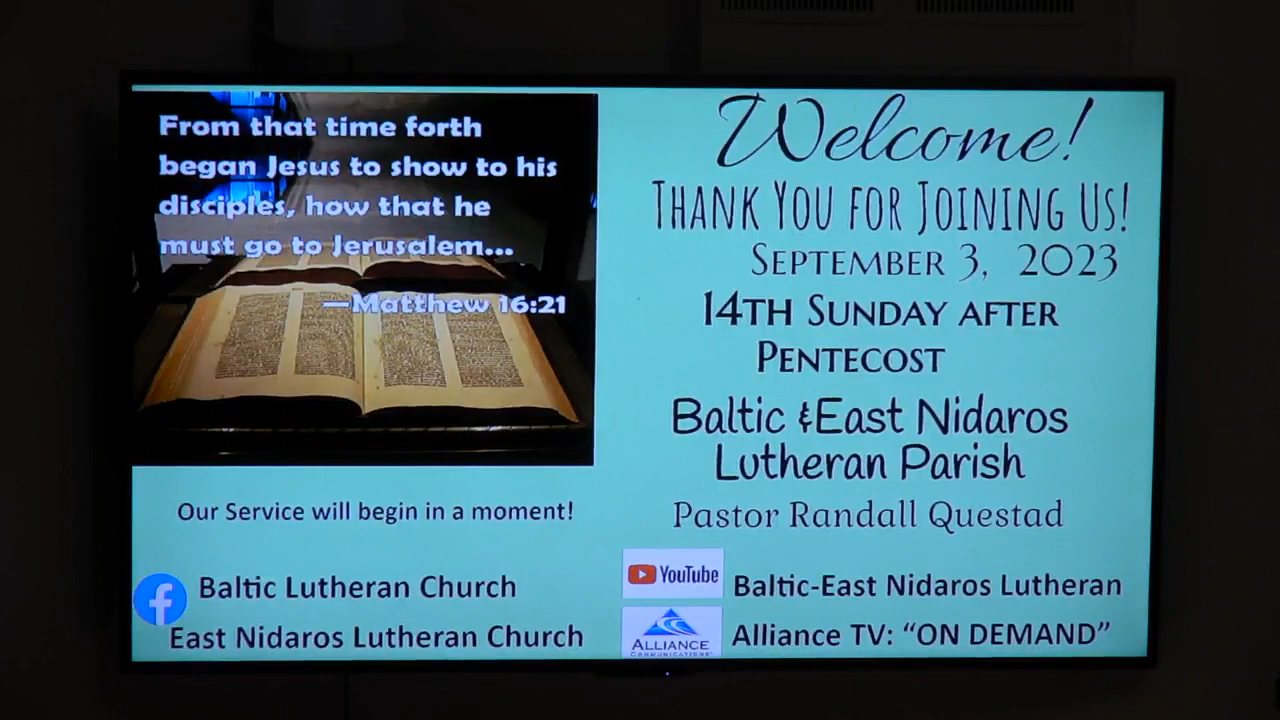 From that time forth
began Jesus to show to his
disciples, how that he
must go to Jerusalem...
—Matthew 16:21
Our Service will begin in a moment!
Baltic Lutheran Church
East Nidaros Lutheran Church
Welcome!
Thank You for Joining Us!
September 3, 2023
14th Sunday after
Pentecost
Baltic & East Nidaros
Lutheran Parish
Pastor Randall Questad
YouTube
Baltic-East Nidaros Lutheran
ALLIANCE
COMMUNICATIONS
Alliance TV: “ON DEMAND”